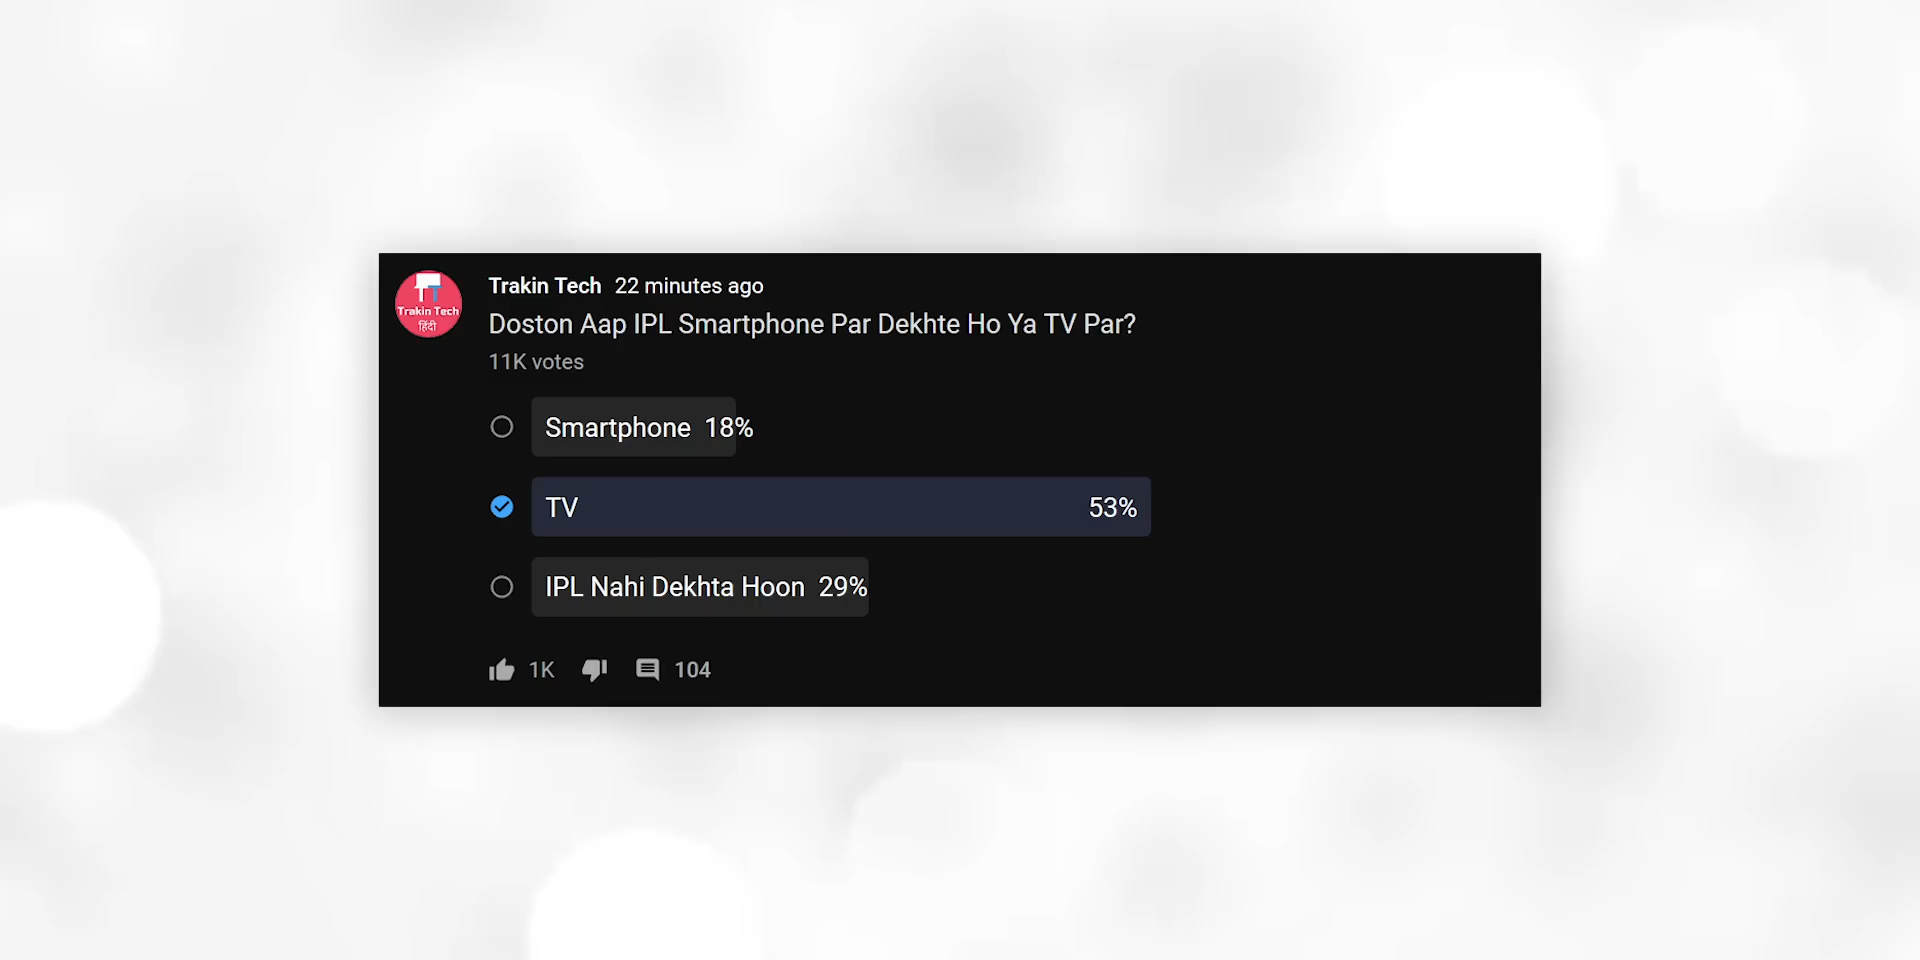 Trakin Tech 22 minutes ago
Trakin Tech
हिंदी
Doston Aap IPL Smartphone Par Dekhte Ho Ya TV Par?
11K votes
Smartphone 18%
TV 53%
IPL Nahi Dekhta Hoon 29%
1K 104